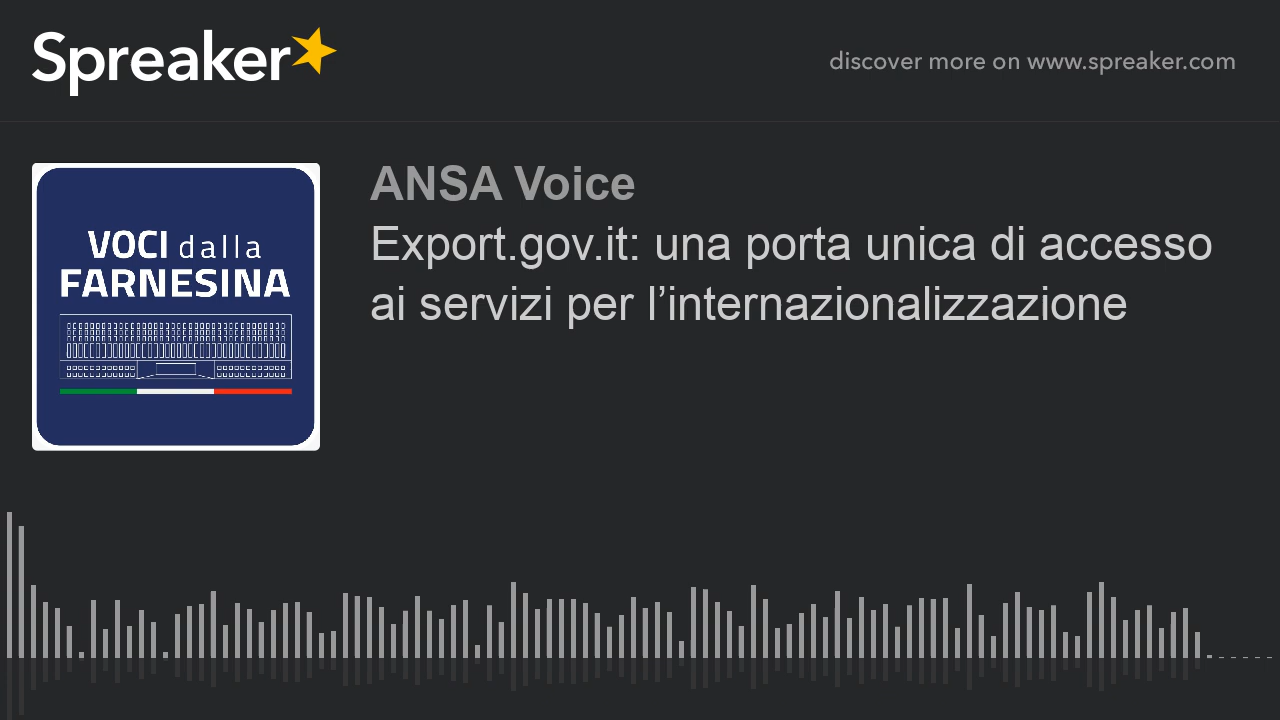 Spreaker
discover more on www.spreaker.com
VOCI dalla
FARNESINA
ANSA Voice
Export.gov.it: una porta unica di accesso
ai servizi per l’internazionalizzazione